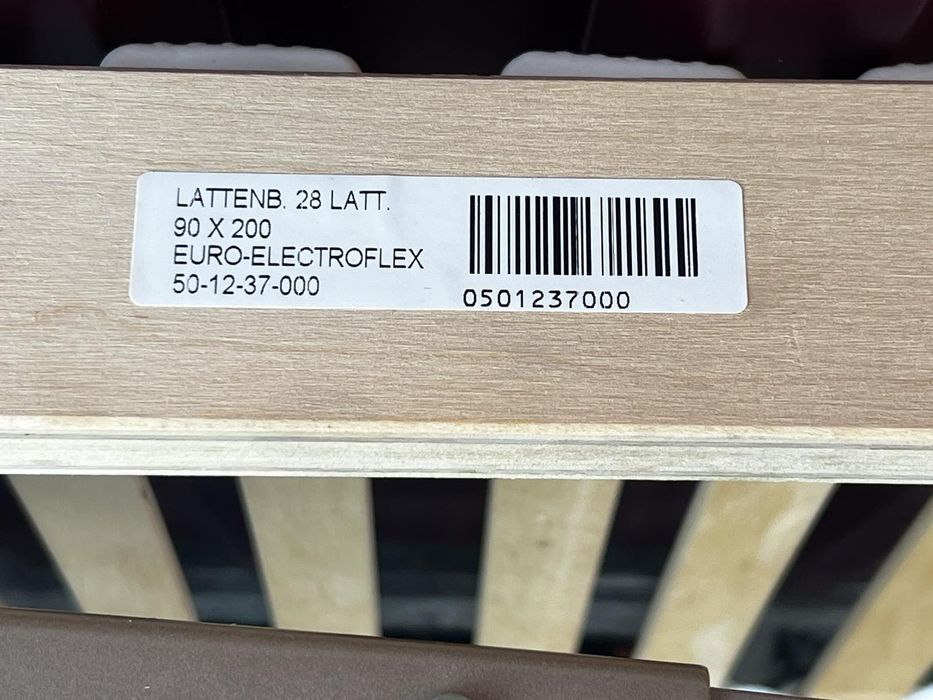 LATTENB. 28 LATT.
90 X 200
EURO-ELECTROFLEX
50-12-37-000
0501237000